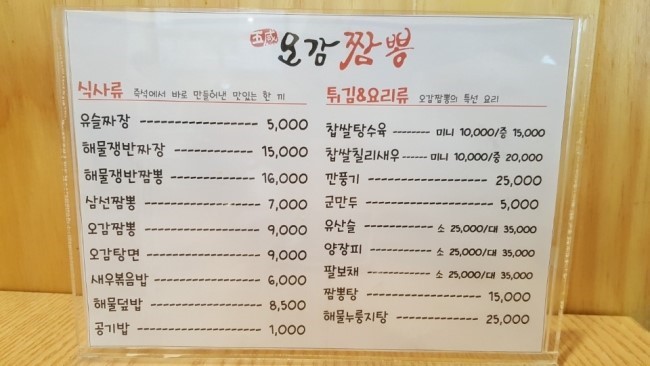 五感 오감짬뽕
식사류 즉석에서 바로 만들어낸 맛있는 한 끼
유슬짜장 5,000
해물쟁반짜장 15,000
해물쟁반짬뽕 16,000
삼선짬뽕 7,000
오감짬뽕 9,000
오감탕면 9,000
새우볶음밥 6,000
해물덮밥 8,500
공기밥 1,000
튀김&요리류 오감짬뽕의 특선 요리
찹쌀탕수육 미니 10,000/중 15,000
찹쌀칠리새우 미니 10,000/중 20,000
깐풍기 25,000
군만두 5,000
유산슬 소 25,000/대 35,000
양장피 소 25,000/대 35,000
팔보채 소 25,000/대 35,000
짬뽕탕 15,000
해물누룽지탕 25,000